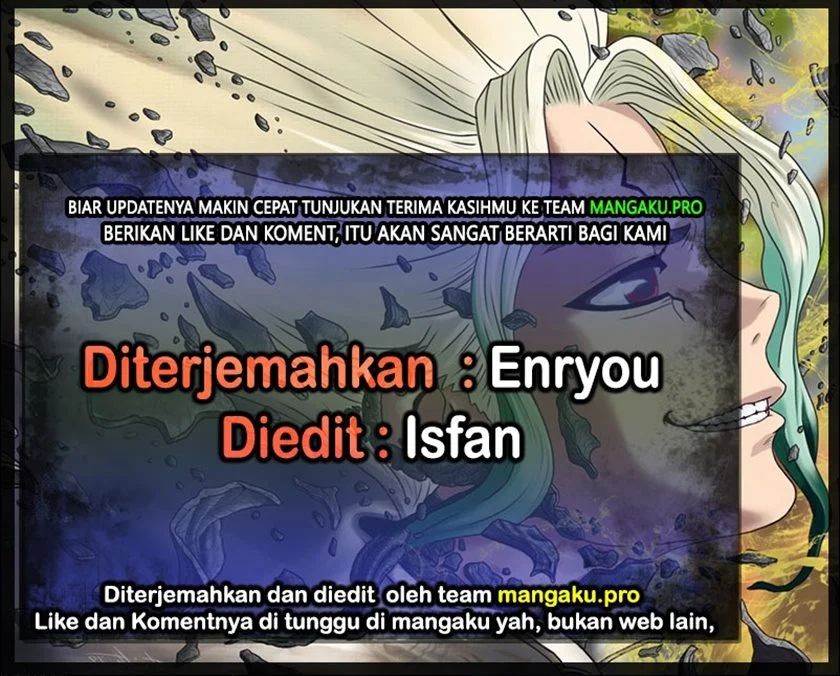 BIAR UPDATENYA MAKIN CEPAT TUNJUKAN TERIMA KASIHMU KE TEAM MANGAKU.PRO
BERIKAN LIKE DAN KOMENT, ITU AKAN SANGAT BERARTI BAGI KAMI
Diterjemahkan : Enryou
Diedit : Isfan
Diterjemahkan dan diedit oleh team mangaku.pro
Like dan Komentnya di tunggu di mangaku yah, bukan web lain,